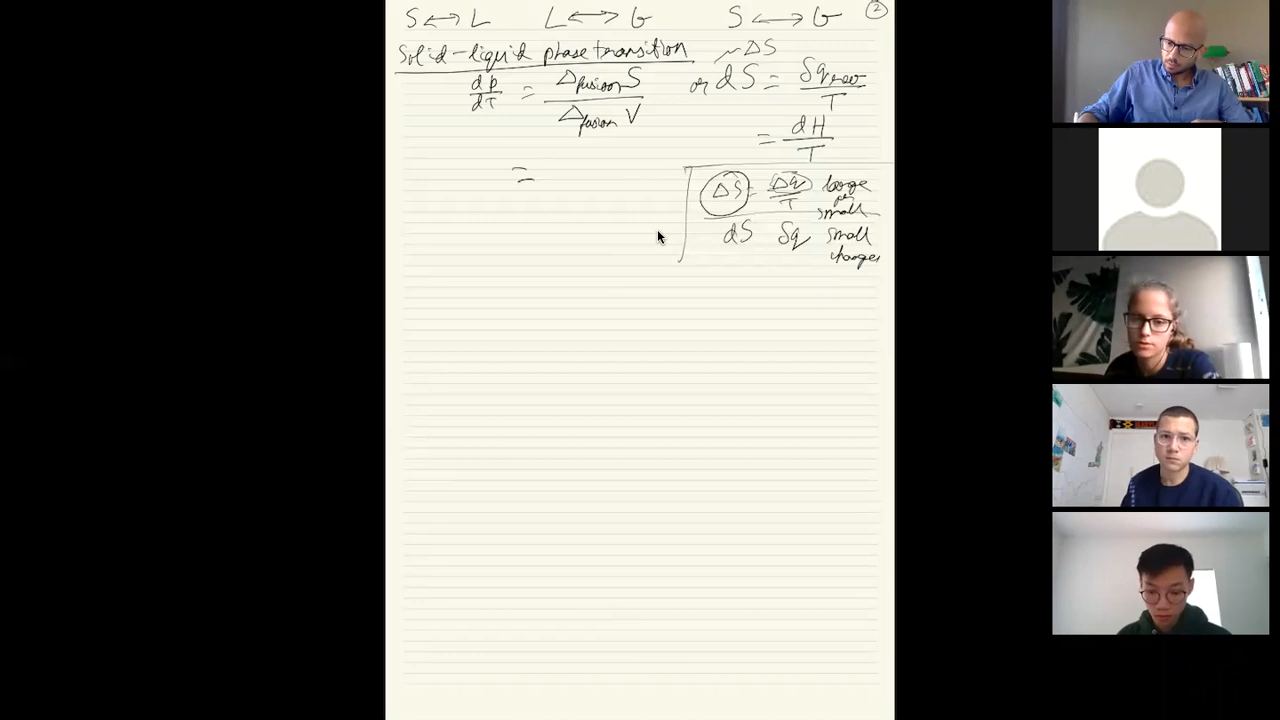 S ↔ L L ↔ G S ↔ G 2
Solid-liquid phase transition ~ΔS
dp/dT = Δfusion S / Δfusion V or dS = δqrev / T
= dH / T
= ΔS = Δq / T large or small
dS δq small changes